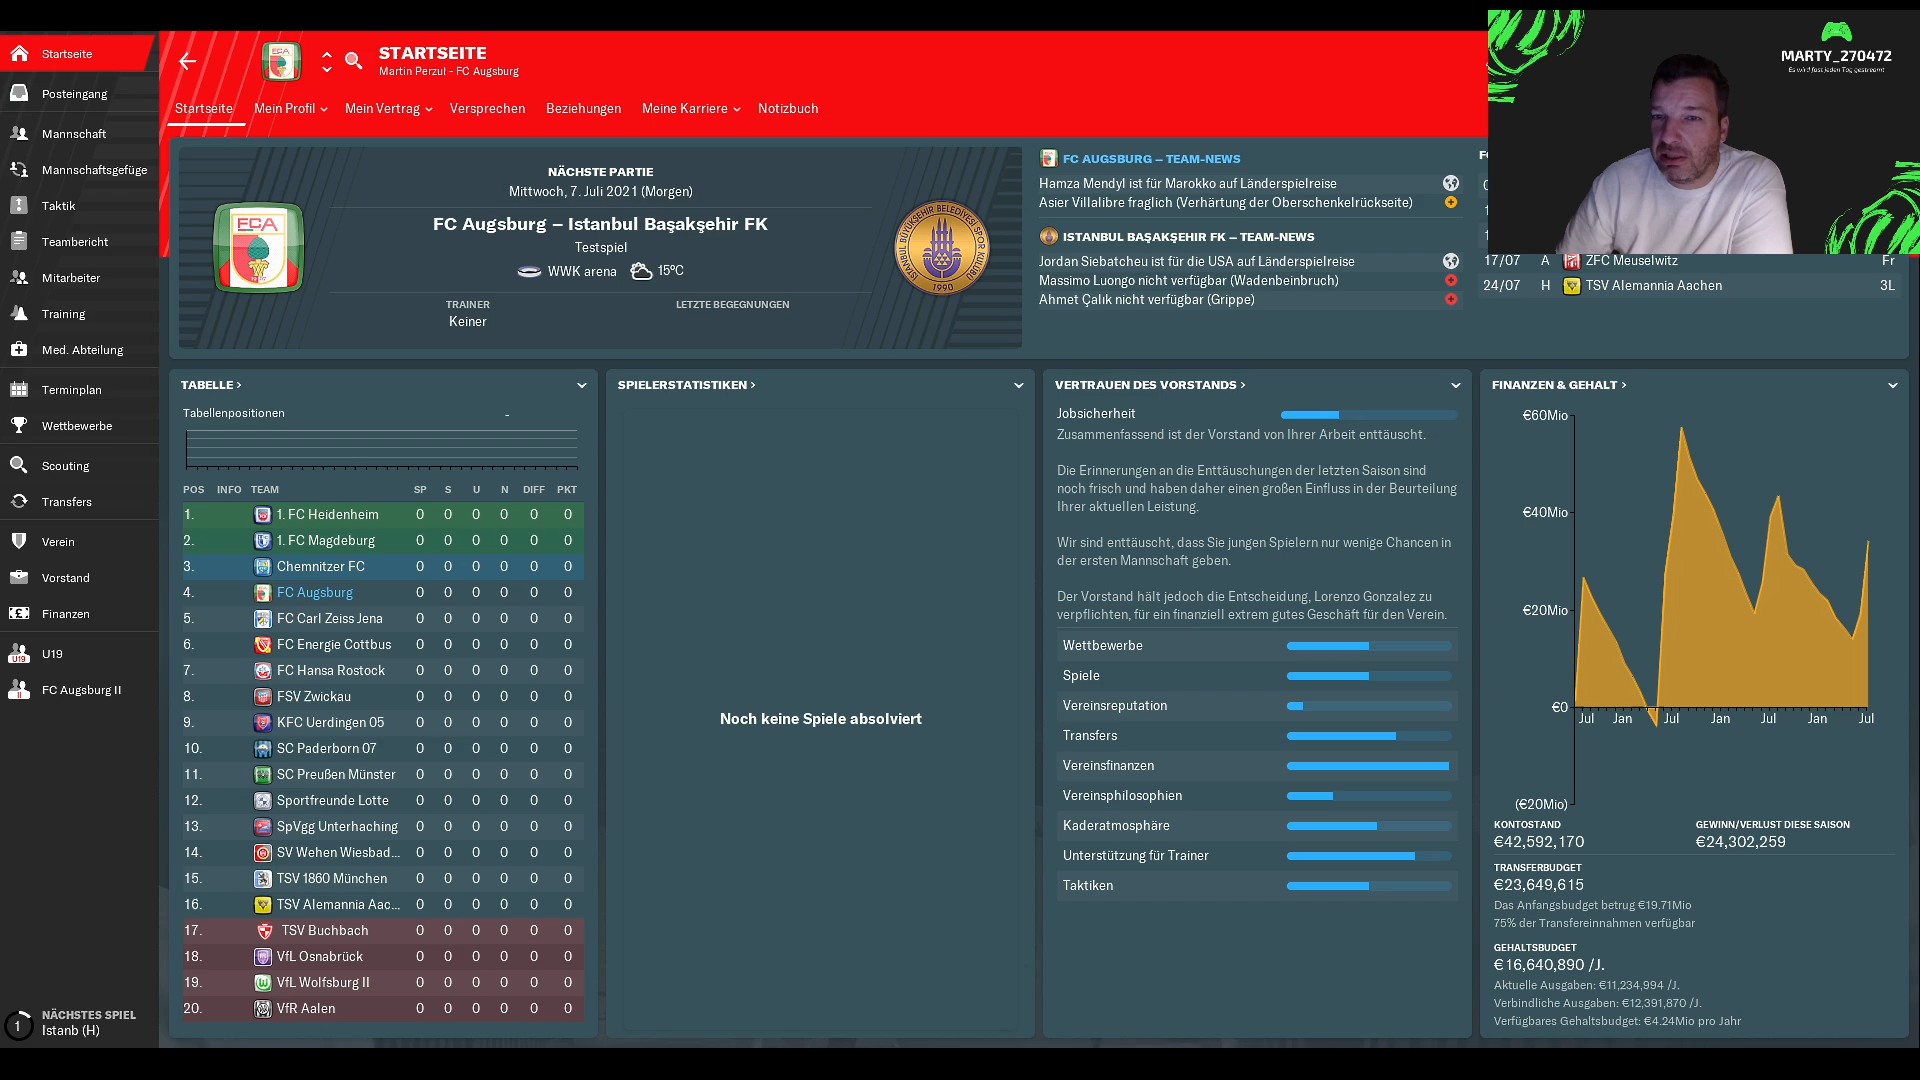 Startseite
Posteingang
Mannschaft
Mannschaftsgefüge
Taktik
Teambericht
Mitarbeiter
Training
Med. Abteilung
Terminplan
Wettbewerbe
Scouting
Transfers
Verein
Vorstand
Finanzen
U19
FC Augsburg II
1
NÄCHSTES SPIEL
Istanb (H)
STARTSEITE
Martin Perzul - FC Augsburg
Startseite Mein Profil Mein Vertrag Versprechen Beziehungen Meine Karriere Notizbuch
MARTY_270472
Es wird fast jeden Tag gestreamt
NÄCHSTE PARTIE
Mittwoch, 7. Juli 2021 (Morgen)
FC Augsburg – Istanbul Başakşehir FK
Testspiel
WWK arena 15ºC
TRAINER
Keiner
LETZTE BEGEGNUNGEN
FC AUGSBURG – TEAM-NEWS
Hamza Mendyl ist für Marokko auf Länderspielreise
Asier Villalibre fraglich (Verhärtung der Oberschenkelrückseite)
ISTANBUL BAŞAKŞEHIR FK – TEAM-NEWS
Jordan Siebatcheu ist für die USA auf Länderspielreise
Massimo Luongo nicht verfügbar (Wadenbeinbruch)
Ahmet Çalık nicht verfügbar (Grippe)
17/07 A ZFC Meuselwitz Fr
24/07 H TSV Alemannia Aachen 3L
TABELLE >
Tabellenpositionen -
POS INFO TEAM SP S U N DIFF PKT
1. 1. FC Heidenheim 0 0 0 0 0 0
2. 1. FC Magdeburg 0 0 0 0 0 0
3. Chemnitzer FC 0 0 0 0 0 0
4. FC Augsburg 0 0 0 0 0 0
5. FC Carl Zeiss Jena 0 0 0 0 0 0
6. FC Energie Cottbus 0 0 0 0 0 0
7. FC Hansa Rostock 0 0 0 0 0 0
8. FSV Zwickau 0 0 0 0 0 0
9. KFC Uerdingen 05 0 0 0 0 0 0
10. SC Paderborn 07 0 0 0 0 0 0
11. SC Preußen Münster 0 0 0 0 0 0
12. Sportfreunde Lotte 0 0 0 0 0 0
13. SpVgg Unterhaching 0 0 0 0 0 0
14. SV Wehen Wiesbad... 0 0 0 0 0 0
15. TSV 1860 München 0 0 0 0 0 0
16. TSV Alemannia Aac... 0 0 0 0 0 0
17. TSV Buchbach 0 0 0 0 0 0
18. VfL Osnabrück 0 0 0 0 0 0
19. VfL Wolfsburg II 0 0 0 0 0 0
20. VfR Aalen 0 0 0 0 0 0
SPIELERSTATISTIKEN >
Noch keine Spiele absolviert
VERTRAUEN DES VORSTANDS >
Jobsicherheit
Zusammenfassend ist der Vorstand von Ihrer Arbeit enttäuscht.
Die Erinnerungen an die Enttäuschungen der letzten Saison sind
noch frisch und haben daher einen großen Einfluss in der Beurteilung
Ihrer aktuellen Leistung.
Wir sind enttäuscht, dass Sie jungen Spielern nur wenige Chancen in
der ersten Mannschaft geben.
Der Vorstand hält jedoch die Entscheidung, Lorenzo Gonzalez zu
verpflichten, für ein finanziell extrem gutes Geschäft für den Verein.
Wettbewerbe
Spiele
Vereinsreputation
Transfers
Vereinsfinanzen
Vereinsphilosophien
Kaderatmosphäre
Unterstützung für Trainer
Taktiken
FINANZEN & GEHALT >
€60Mio
€40Mio
€20Mio
€0
Jul Jan Jul Jan Jul Jan Jul
(€20Mio)
KONTOSTAND
€42,592,170
GEWINN/VERLUST DIESE SAISON
€24,302,259
TRANSFERBUDGET
€23,649,615
Das Anfangsbudget betrug €19.71Mio
75% der Transfereinnahmen verfügbar
GEHALTSBUDGET
€16,640,890 /J.
Aktuelle Ausgaben: €11,234,994 /J.
Verbindliche Ausgaben: €12,391,870 /J.
Verfügbares Gehaltsbudget: €4.24Mio pro Jahr